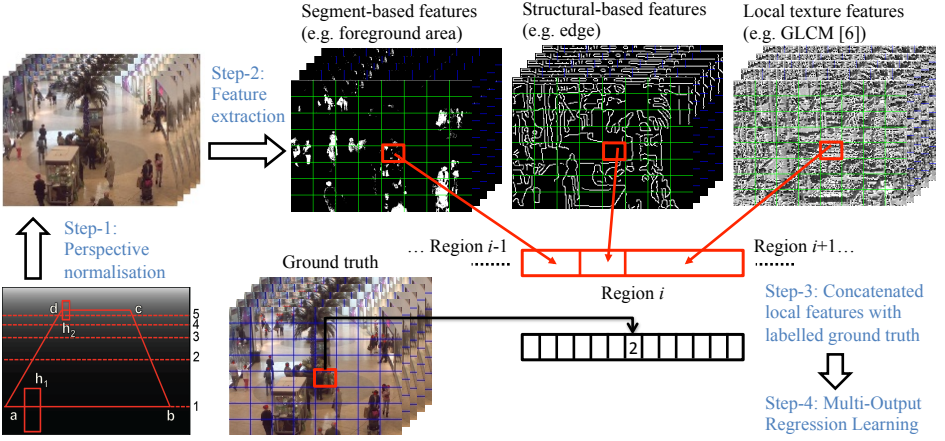 Segment-based features
(e.g. foreground area)
Structural-based features
(e.g. edge)
Local texture features
(e.g. GLCM [6])
Step-2:
Feature
extraction
Step-1:
Perspective
normalisation
… Region i-1
Region i+1…
Region i
Ground truth
d
c
h2
5
4
3
2
h1
a
b
1
2
Step-3: Concatenated
local features with
labelled ground truth
Step-4: Multi-Output
Regression Learning